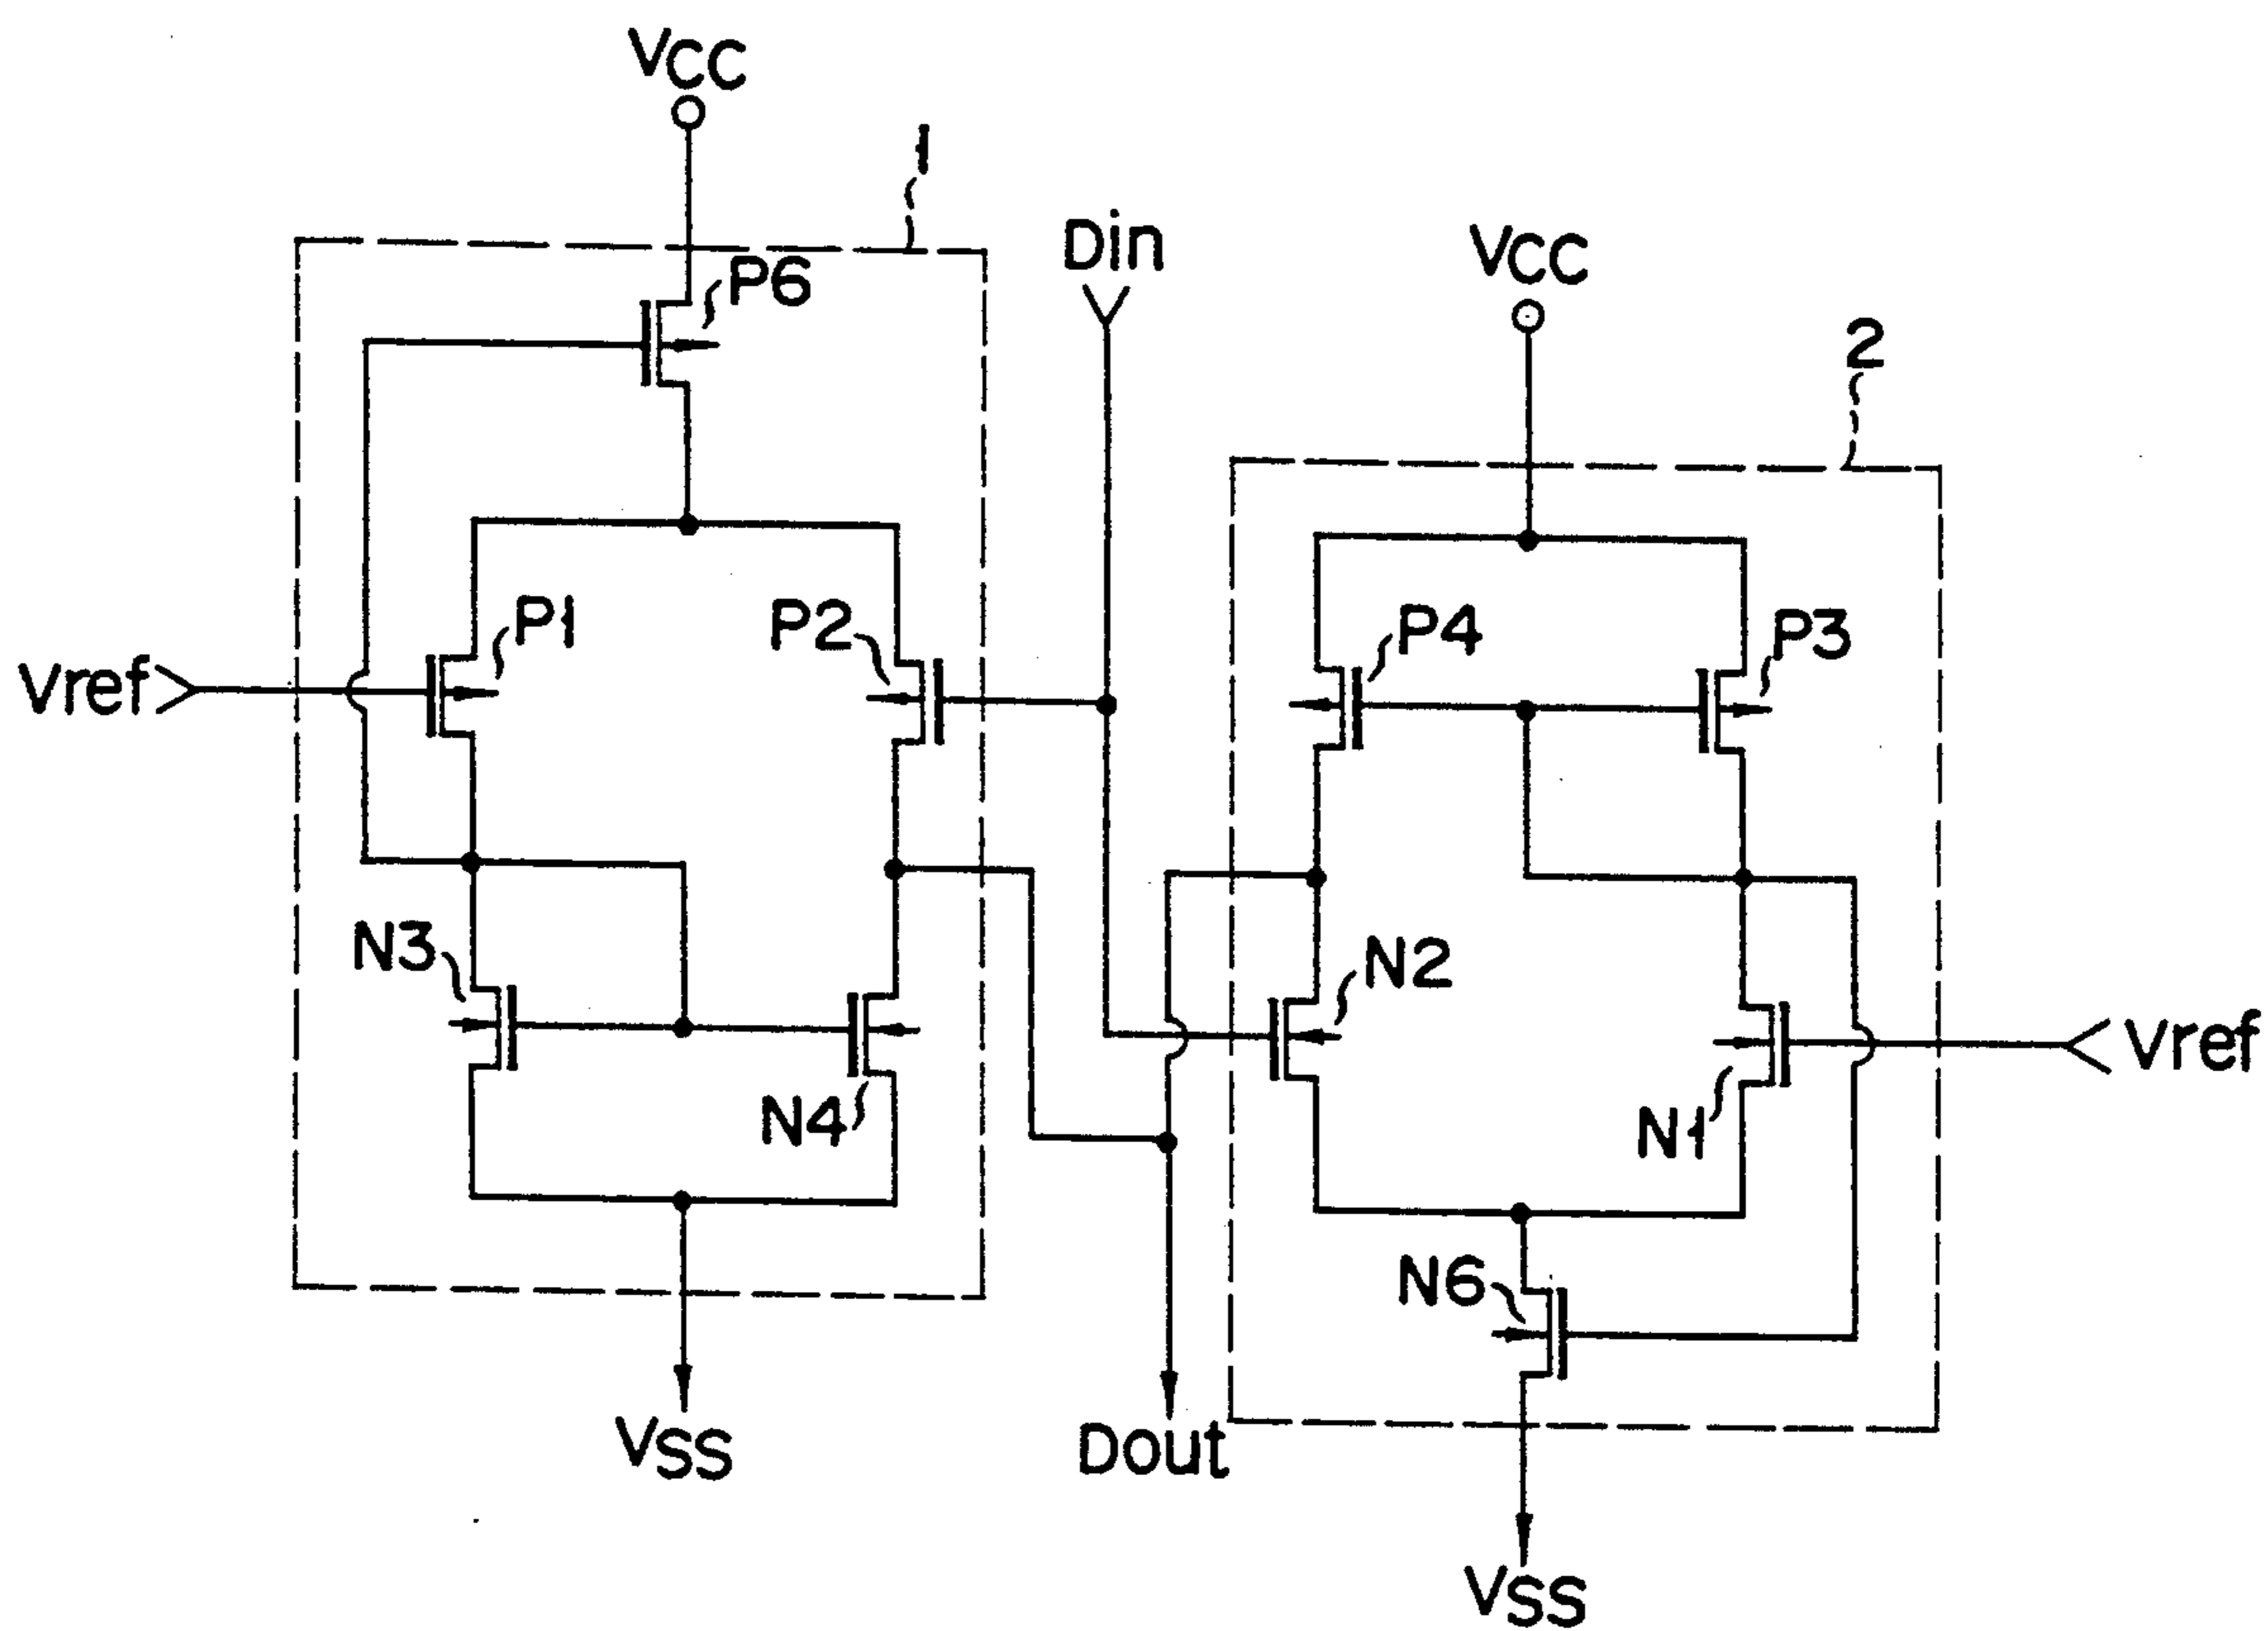 VCC
1
Din
VCC
P6
2
P1
P2
P4
P3
Vref
N3
N2
Vref
N4
N1
N6
VSS
Dout
VSS